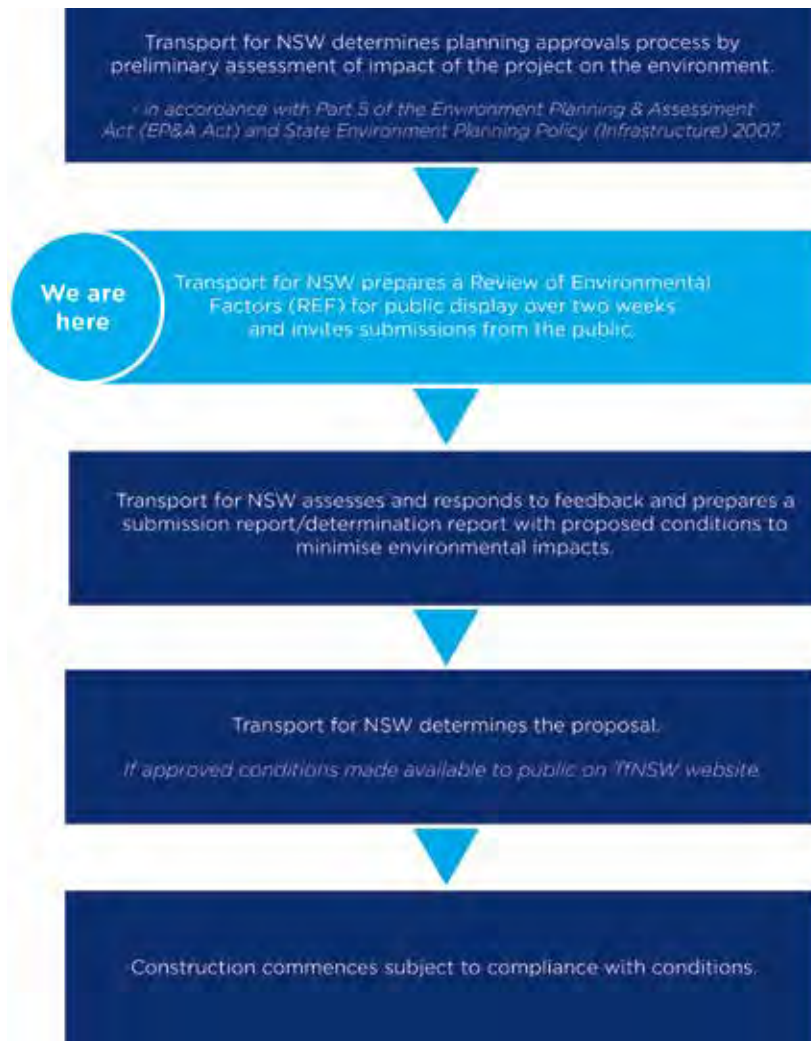 Transport for NSW determines planning approvals process by
preliminary assessment of impact of the project on the environment.
- in accordance with Part 5 of the Environment Planning & Assessment
Act (EP&A Act) and State Environment Planning Policy (Infrastructure) 2007.
We are
here
Transport for NSW prepares a Review of Environmental
Factors (REF) for public display over two weeks
and invites submissions from the public.
Transport for NSW assesses and responds to feedback and prepares a
submission report/determination report with proposed conditions to
minimise environmental impacts.
Transport for NSW determines the proposal.
If approved conditions made available to public on TfNSW website.
Construction commences subject to compliance with conditions.